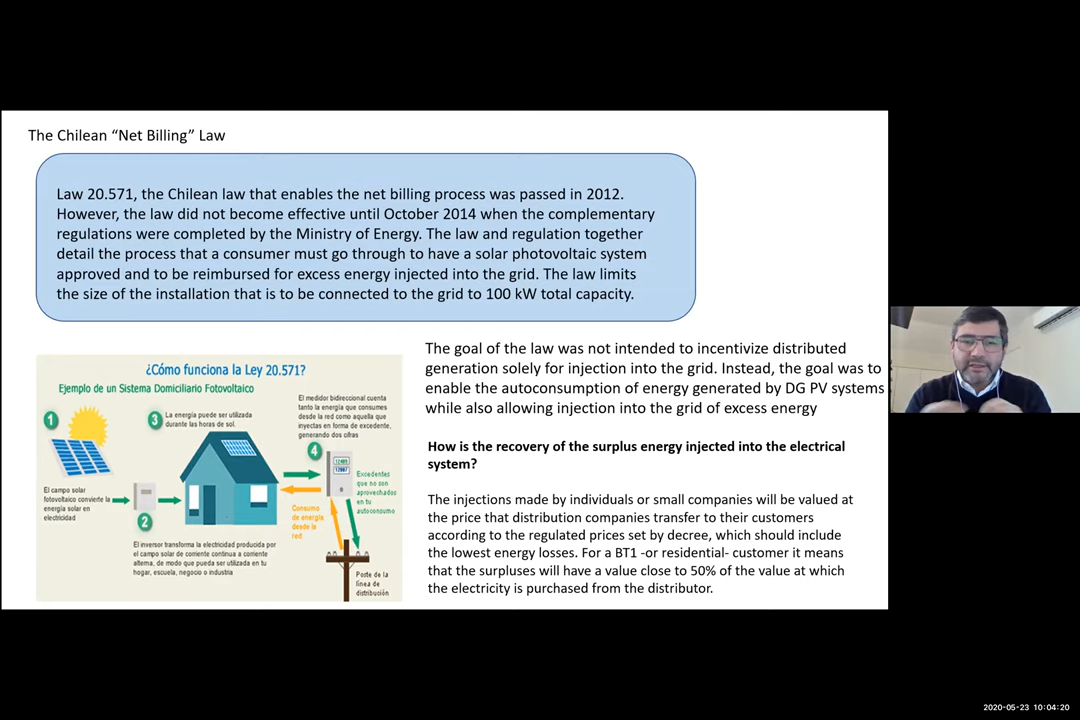 The Chilean “Net Billing” Law
Law 20.571, the Chilean law that enables the net billing process was passed in 2012.
However, the law did not become effective until October 2014 when the complementary
regulations were completed by the Ministry of Energy. The law and regulation together
detail the process that a consumer must go through to have a solar photovoltaic system
approved and to be reimbursed for excess energy injected into the grid. The law limits
the size of the installation that is to be connected to the grid to 100 kW total capacity.
¿Cómo funciona la Ley 20.571?
Ejemplo de un Sistema Domiciliario Fotovoltaico
1
El campo solar
fotovoltaico convierte la
energía solar en
electricidad
2
El inversor transforma la electricidad producida por
el campo solar de corriente continua a corriente
alterna, de modo que pueda ser utilizada en tu
hogar, escuela, negocio o industria
3
La energía puede ser utilizada
durante las horas de sol.
El medidor bidireccional cuenta
tanto la energía que consumes
desde la red como aquella que
inyectas en forma de excedente,
generando dos cifras
4
Excedentes
que no son
aprovechados
en tu
autoconsumo
Consumo
de energía
desde la
red
Poste de la
línea de
distribución
The goal of the law was not intended to incentivize distributed
generation solely for injection into the grid. Instead, the goal was to
enable the autoconsumption of energy generated by DG PV systems
while also allowing injection into the grid of excess energy
How is the recovery of the surplus energy injected into the electrical
system?
The injections made by individuals or small companies will be valued at
the price that distribution companies transfer to their customers
according to the regulated prices set by decree, which should include
the lowest energy losses. For a BT1 -or residential- customer it means
that the surpluses will have a value close to 50% of the value at which
the electricity is purchased from the distributor.
2020-05-23 10:04:20